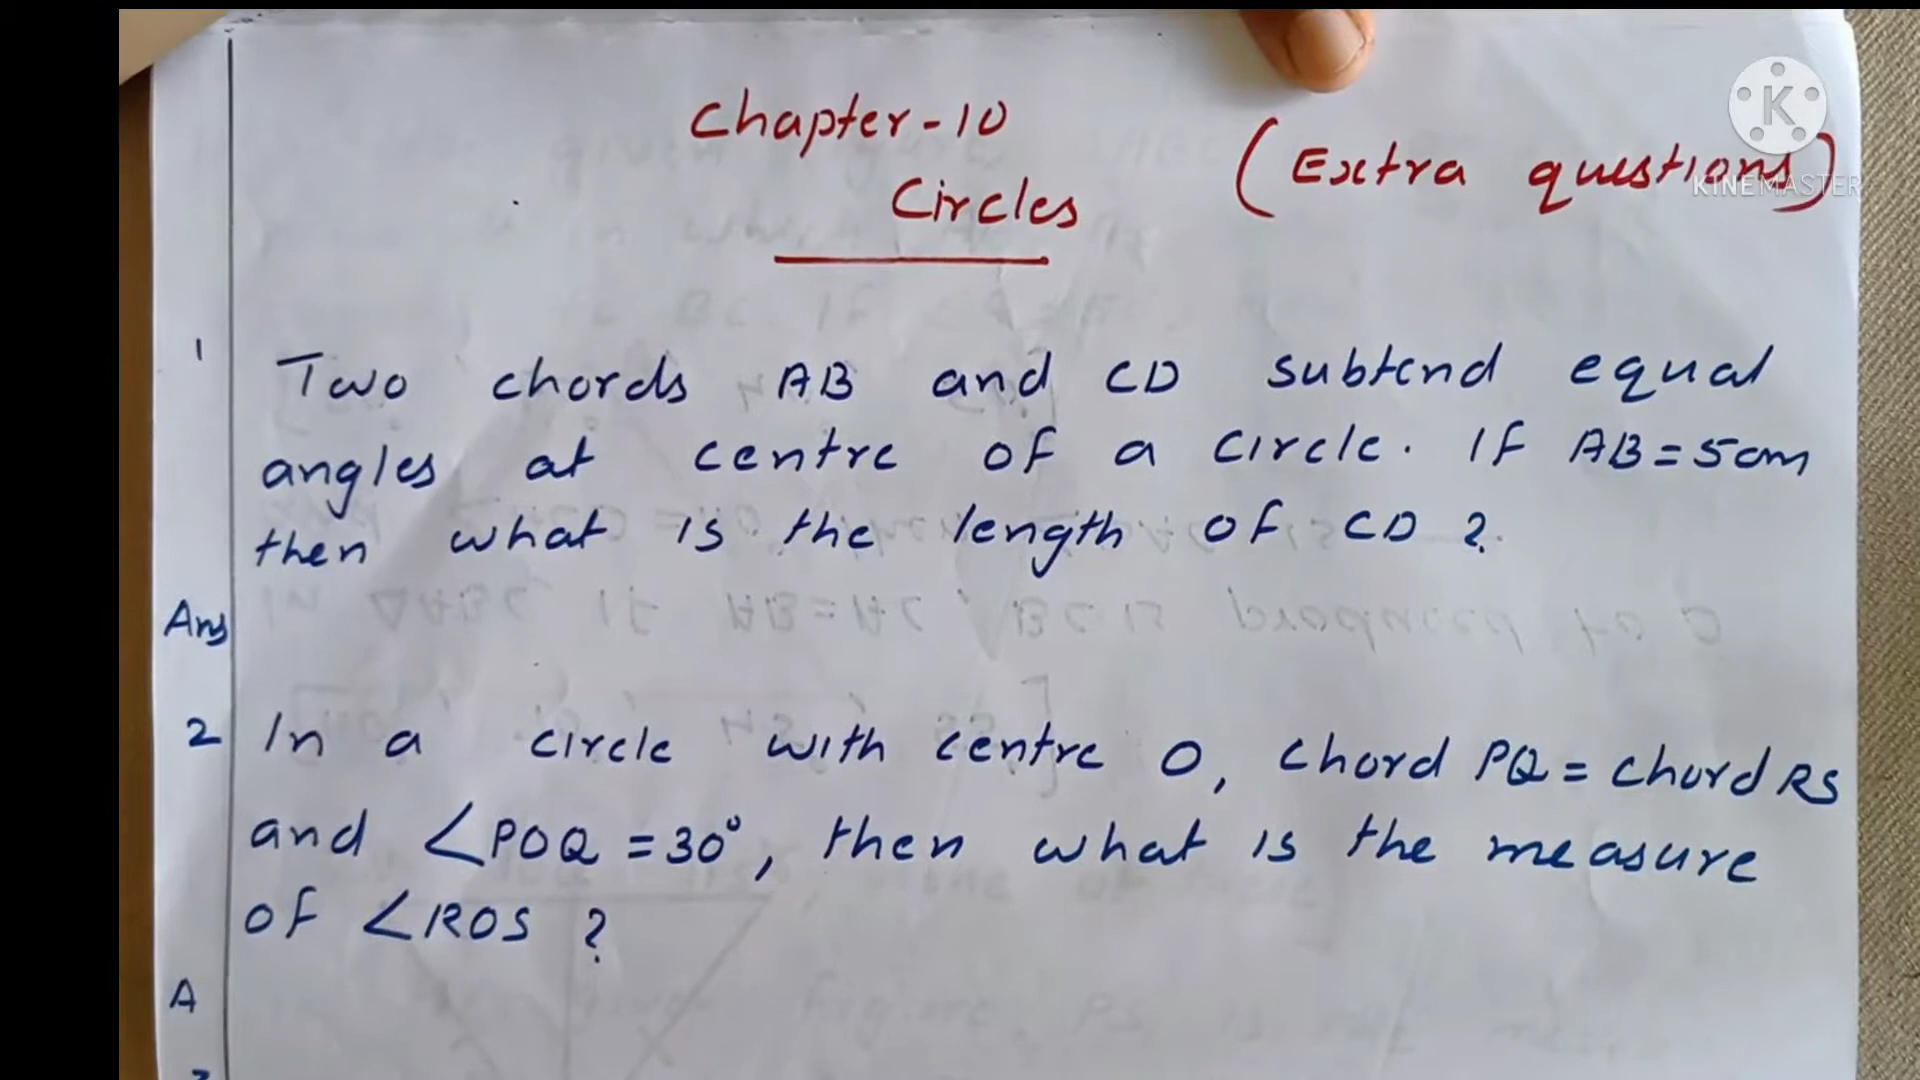 Chapter-10
Circles
(Extra questions)
K
KINEMASTER
1 Two chords AB and CD subtend equal
angles at centre of a circle. If AB=5cm
then what is the length of CD ?
Ans
2 In a circle with centre O, chord PQ = chord RS
and ∠POQ = 30°, then what is the measure
of ∠ROS ?
A